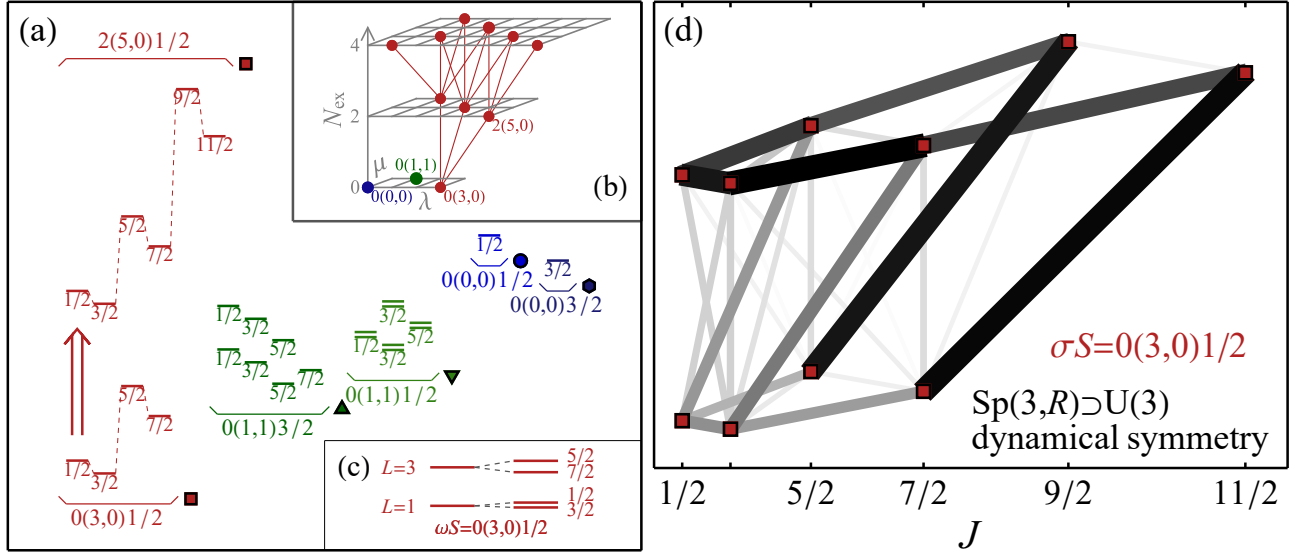 (a)
2(5,0)1/2
9/2
11/2
5/2
7/2
1/2
3/2
5/2
7/2
1/2
3/2
0(3,0)1/2
1/2
3/2
5/2
1/2
3/2
7/2
5/2
0(1,1)3/2
3/2
1/2
5/2
3/2
0(1,1)1/2
1/2
0(0,0)1/2
3/2
0(0,0)3/2
(b)
N_ex
4
2
0
μ
λ
2(5,0)
0(1,1)
0(0,0)
0(3,0)
(c)
L=3
5/2
7/2
L=1
1/2
3/2
ωS=0(3,0)1/2
(d)
σS=0(3,0)1/2
Sp(3,R)⊃U(3)
dynamical symmetry
1/2 5/2 7/2 9/2 11/2
J